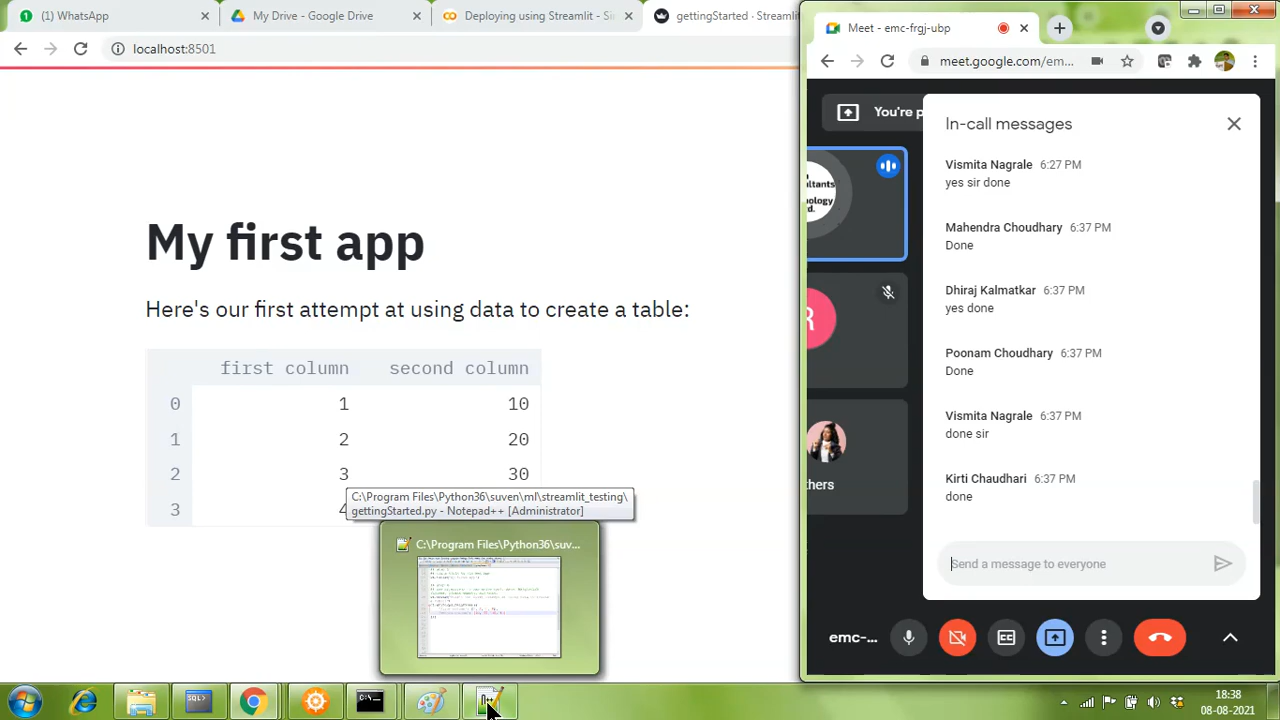 (1) WhatsApp
My Drive - Google Drive
Deploying using Streamlit - Si
gettingStarted · Streamlit
localhost:8501
My first app
Here's our first attempt at using data to create a table:
first column second column
0 1 10
1 2 20
2 3 30
3 4
C:\Program Files\Python36\suven\ml\streamlit_testing\
gettingStarted.py - Notepad++ [Administrator]
C:\Program Files\Python36\suv...
Meet - emc-frgj-ubp
meet.google.com/em...
You're p
In-call messages
Vismita Nagrale 6:27 PM
yes sir done
Mahendra Choudhary 6:37 PM
Done
Dhiraj Kalmatkar 6:37 PM
yes done
Poonam Choudhary 6:37 PM
Done
Vismita Nagrale 6:37 PM
done sir
Kirti Chaudhari 6:37 PM
done
Send a message to everyone
ultants
nology
d.
R
thers
emc-...
SQL>
C:\_
18:38
08-08-2021